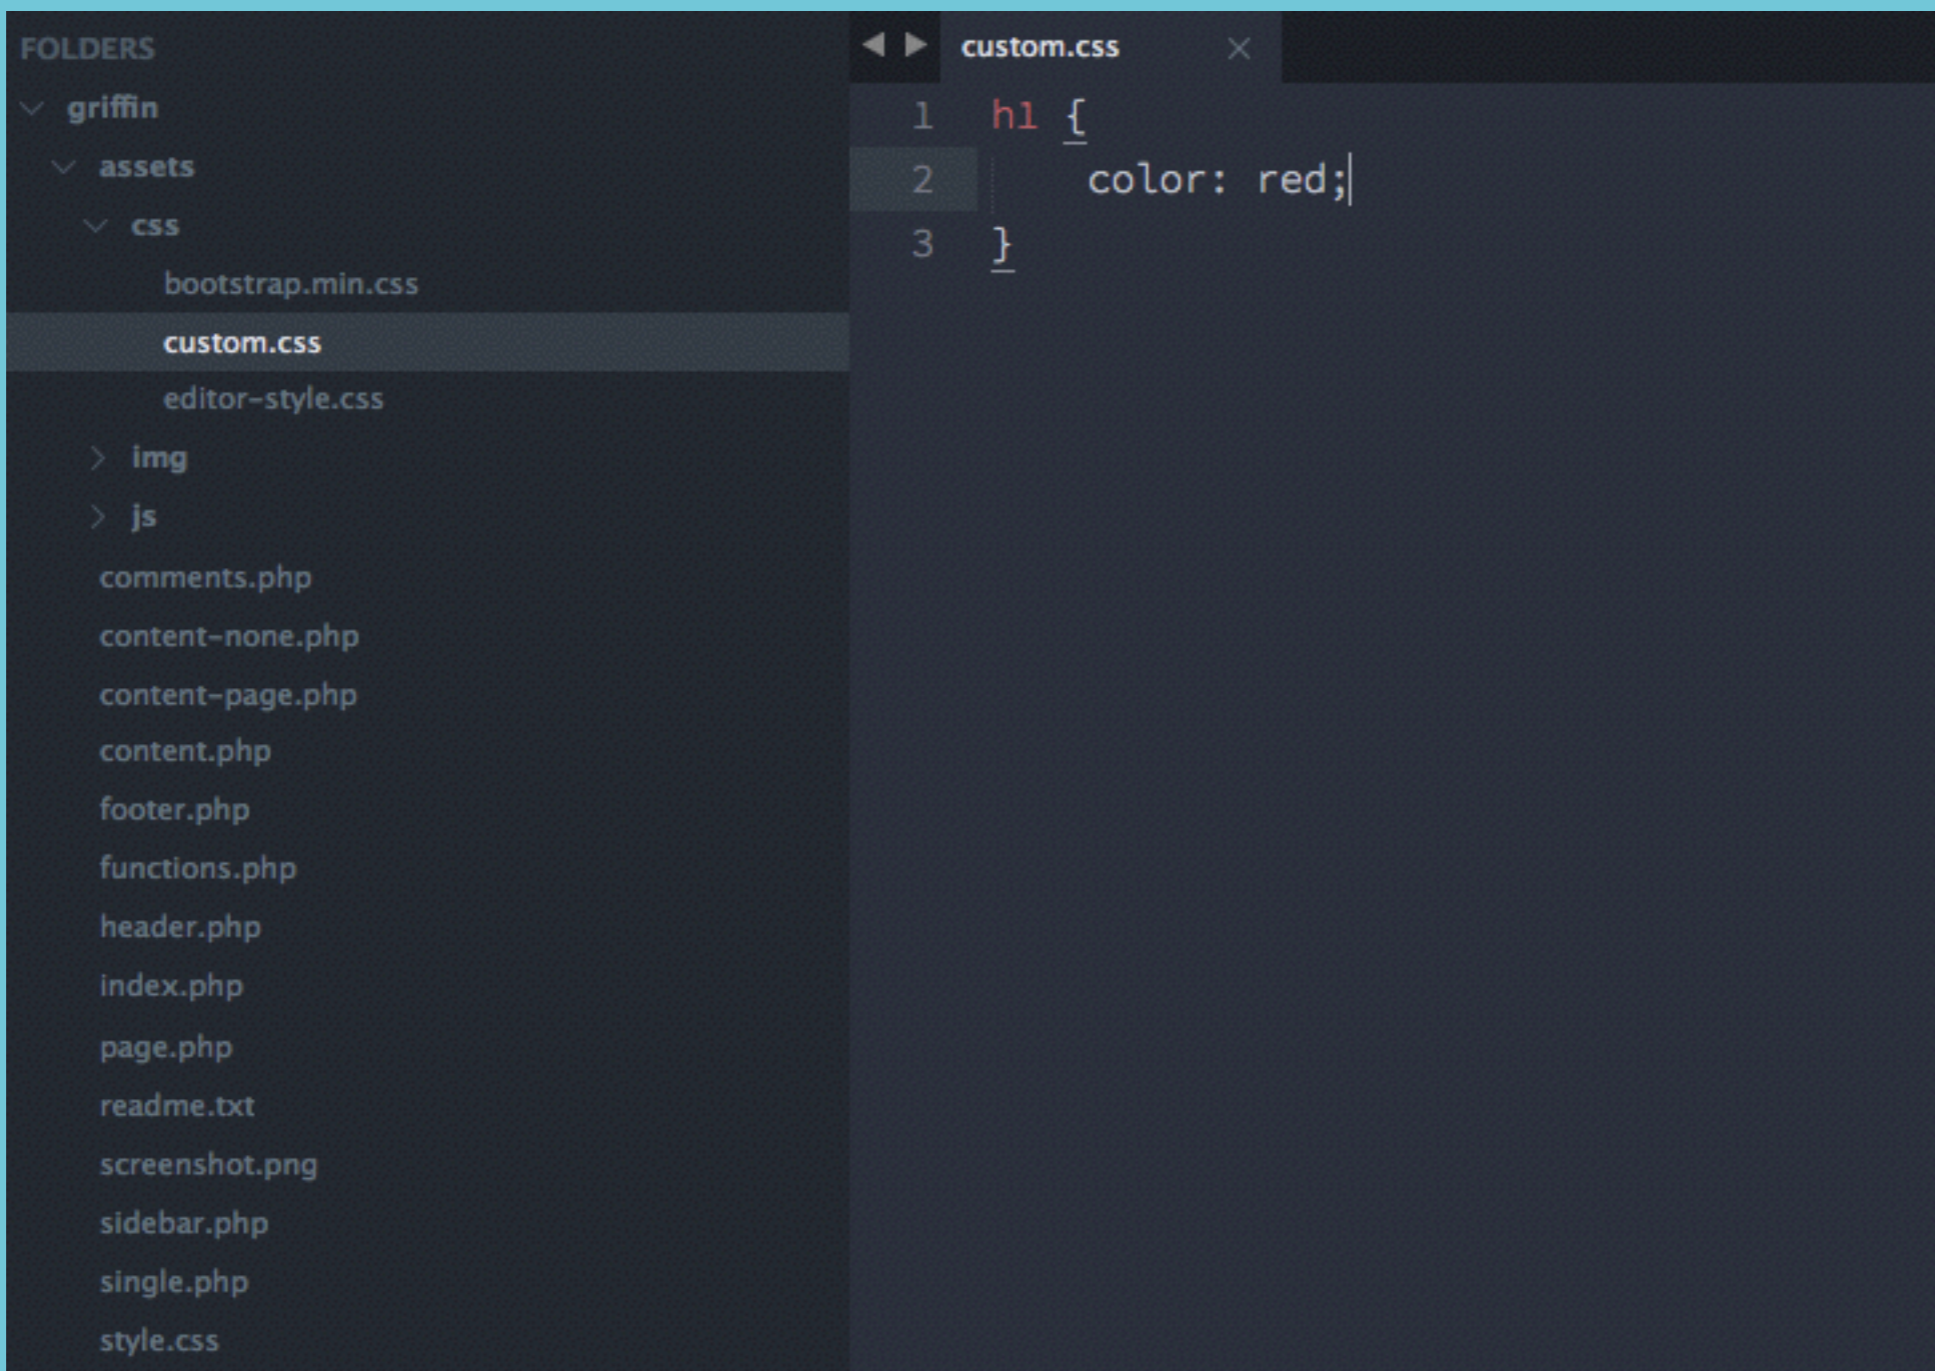 FOLDERS
griffin
assets
css
bootstrap.min.css
custom.css
editor-style.css
img
js
comments.php
content-none.php
content-page.php
content.php
footer.php
functions.php
header.php
index.php
page.php
readme.txt
screenshot.png
sidebar.php
single.php
style.css
custom.css
1 h1 {
2 color: red;
3 }